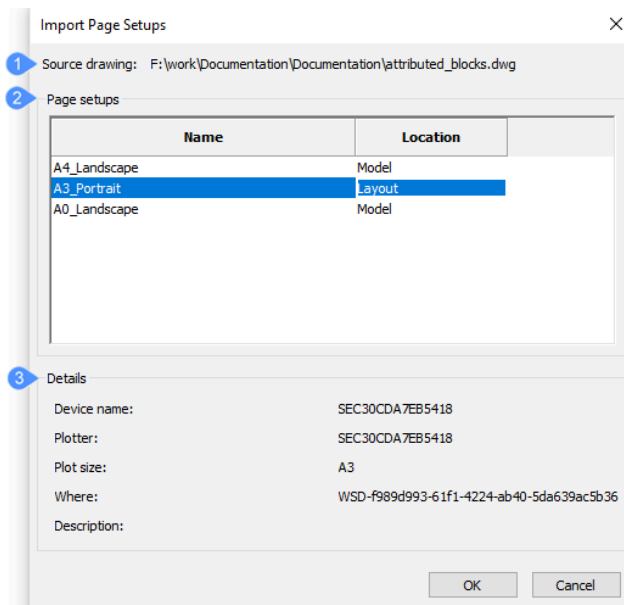 Import Page Setups
1 Source drawing: F:\work\Documentation\Documentation\attributed_blocks.dwg
2 Page setups
Name Location
A4_Landscape Model
A3_Portrait Layout
A0_Landscape Model
3 Details
Device name: SEC30CDA7EB5418
Plotter: SEC30CDA7EB5418
Plot size: A3
Where: WSD-f989d993-61f1-4224-ab40-5da639ac5b36
Description:
OK Cancel